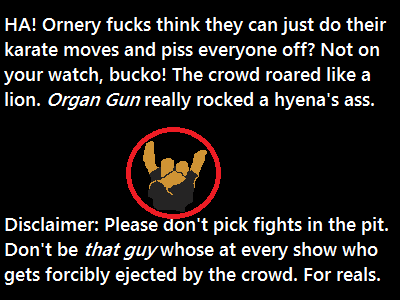 HA! Ornery fucks think they can just do their
karate moves and piss everyone off? Not on
your watch, bucko! The crowd roared like a
lion. Organ Gun really rocked a hyena's ass.
Disclaimer: Please don't pick fights in the pit.
Don't be that guy whose at every show who
gets forcibly ejected by the crowd. For reals.